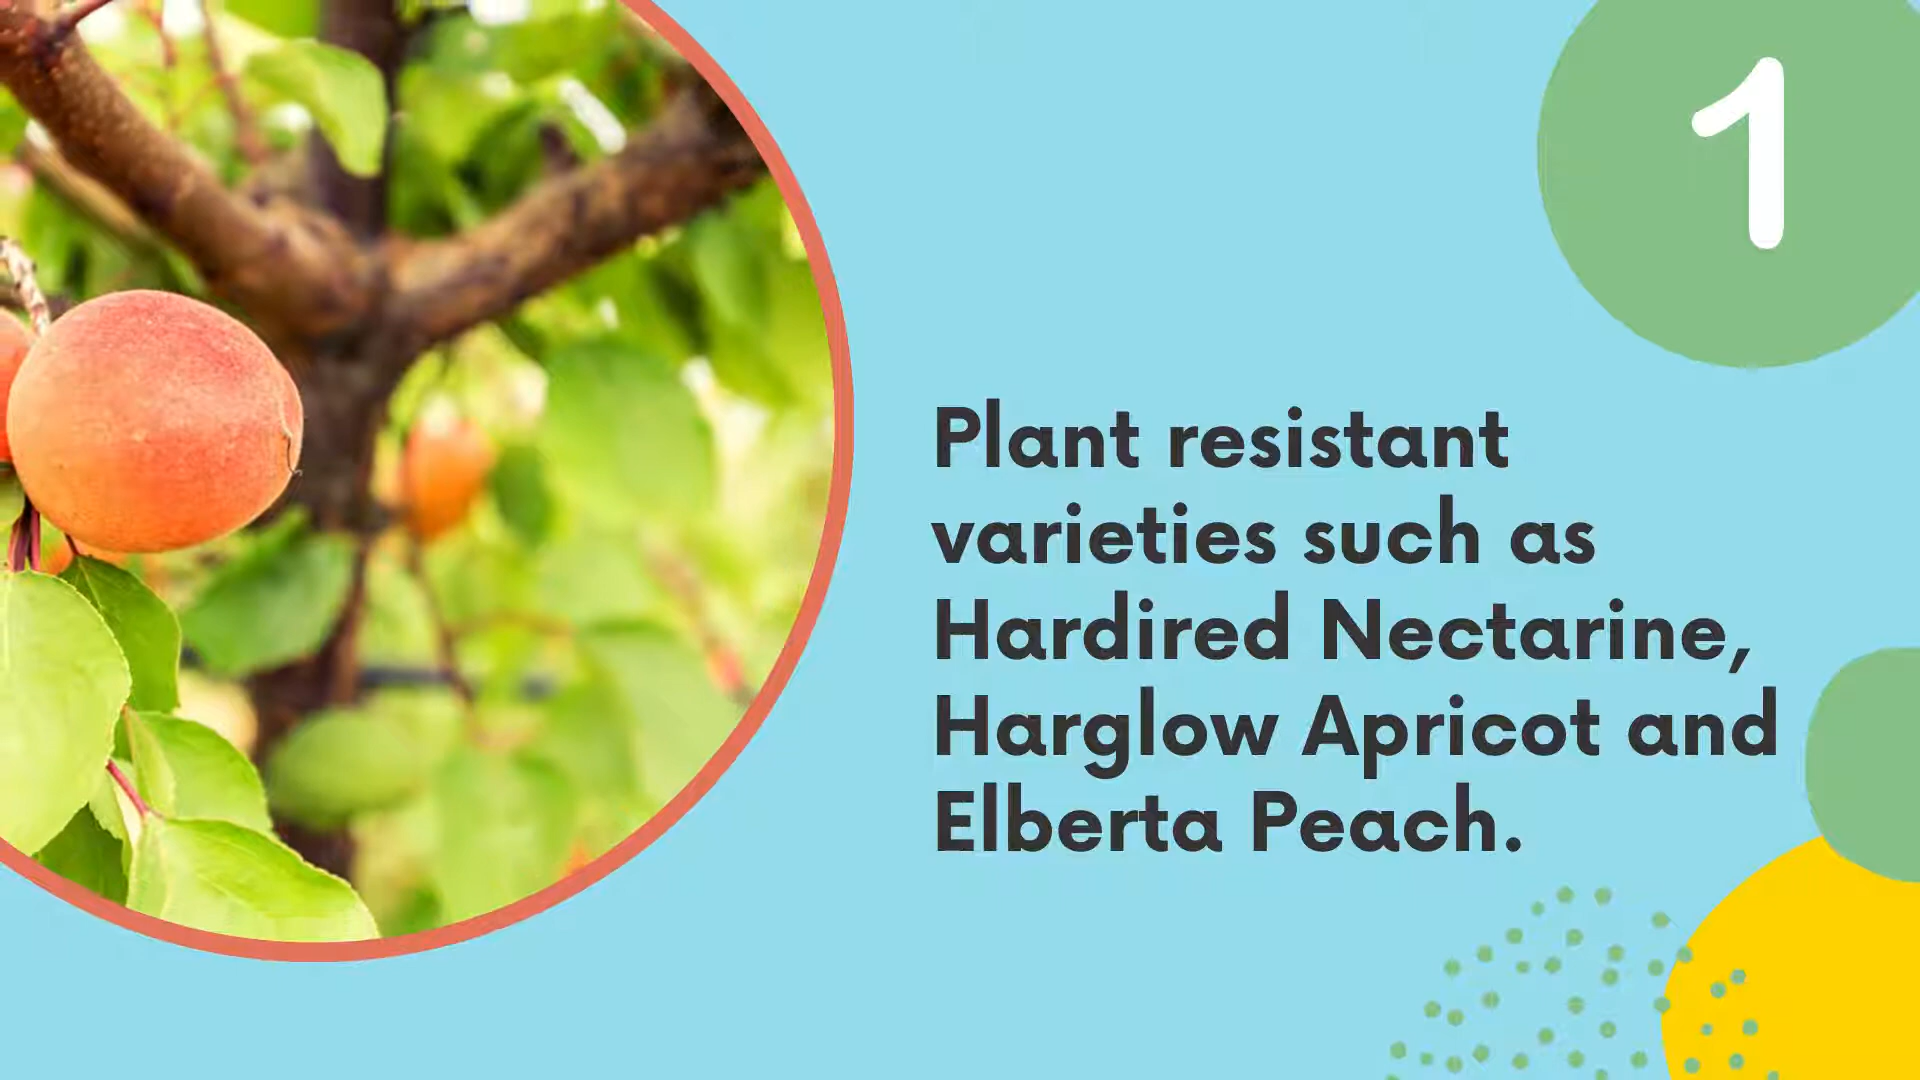 1
Plant resistant
varieties such as
Hardired Nectarine,
Harglow Apricot and
Elberta Peach.